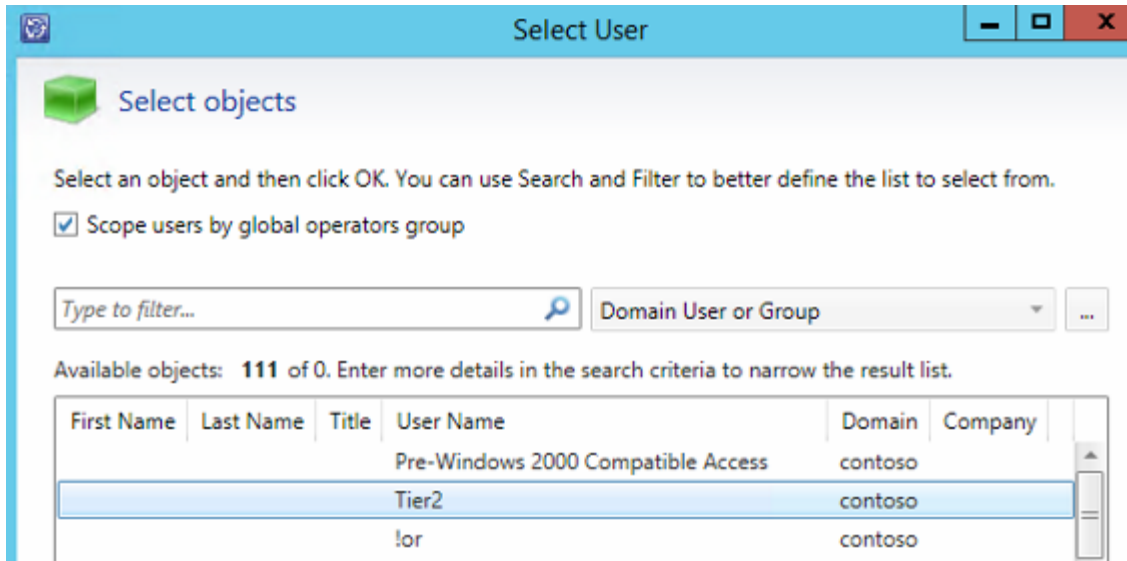 Select User
Select objects
Select an object and then click OK. You can use Search and Filter to better define the list to select from.
Scope users by global operators group
Type to filter... Domain User or Group ...
Available objects: 111 of 0. Enter more details in the search criteria to narrow the result list.
First Name Last Name Title User Name Domain Company
Pre-Windows 2000 Compatible Access contoso
Tier2 contoso
!or contoso